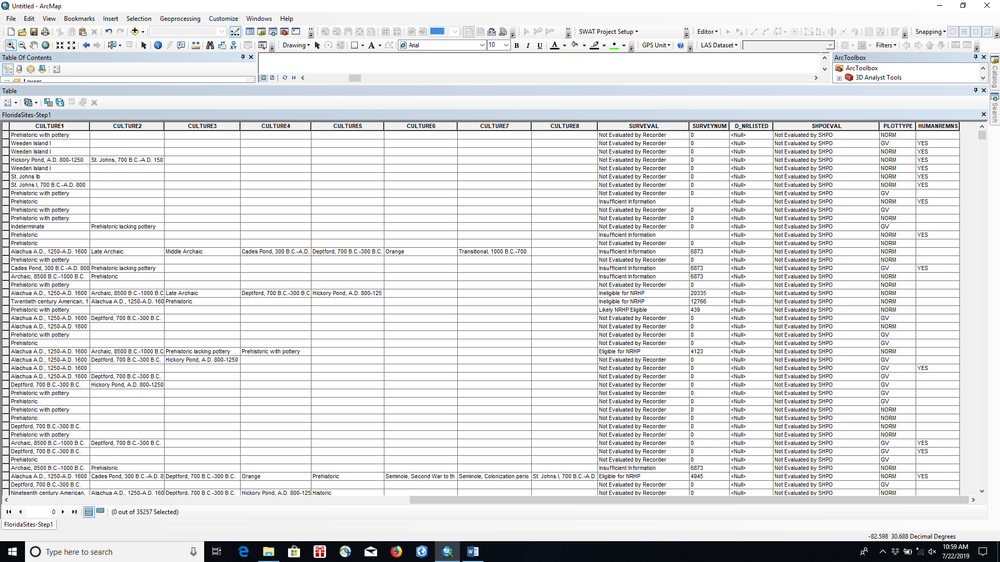 Untitled - ArcMap
File Edit View Bookmarks Insert Selection Geoprocessing Customize Windows Help
100% SWAT Project Setup Editor Snapping
Drawing A Arial 10 B I U A GPS Unit LAS Dataset Filters
Table Of Contents ArcToolbox
ArcToolbox
3D Analyst Tools
Layers
Catalog
Search
Table
FloridaSites-Step1
CULTURE1 CULTURE2 CULTURE3 CULTURE4 CULTURE5 CULTURE6 CULTURE7 CULTURE8 SURVEVAL SURVEYNUM D_NRLISTED SHPOEVAL PLOTTYPE HUMANREMNS
Prehistoric with pottery Not Evaluated by Recorder 0 <Null> Not Evaluated by SHPO NORM
Weeden Island I Not Evaluated by Recorder 0 <Null> Not Evaluated by SHPO GV YES
Weeden Island I Not Evaluated by Recorder 0 <Null> Not Evaluated by SHPO NORM YES
Hickory Pond, A.D. 800-1250 St. Johns, 700 B.C.-A.D. 150 Not Evaluated by Recorder 0 <Null> Not Evaluated by SHPO NORM YES
Weeden Island I Not Evaluated by Recorder 0 <Null> Not Evaluated by SHPO NORM YES
St. Johns Ib Not Evaluated by Recorder 0 <Null> Not Evaluated by SHPO NORM YES
St. Johns I, 700 B.C.-A.D. 800 Not Evaluated by Recorder 0 <Null> Not Evaluated by SHPO NORM YES
Prehistoric with pottery Not Evaluated by Recorder 0 <Null> Not Evaluated by SHPO GV
Prehistoric Insufficient Information <Null> Not Evaluated by SHPO NORM YES
Prehistoric with pottery Not Evaluated by Recorder 0 <Null> Not Evaluated by SHPO GV
Prehistoric with pottery Not Evaluated by Recorder 0 <Null> Not Evaluated by SHPO NORM
Indeterminate Prehistoric lacking pottery Not Evaluated by Recorder 0 <Null> Not Evaluated by SHPO GV
Prehistoric Insufficient Information <Null> Not Evaluated by SHPO NORM YES
Prehistoric Not Evaluated by Recorder 0 <Null> Not Evaluated by SHPO NORM
Alachua A.D., 1250-A.D. 1600 Late Archaic Middle Archaic Cades Pond, 300 B.C.-A.D. Deptford, 700 B.C.-300 B.C. Orange Transitional, 1000 B.C.-700 Insufficient Information 6873 <Null> Not Evaluated by SHPO NORM
Prehistoric with pottery Not Evaluated by Recorder 0 <Null> Not Evaluated by SHPO NORM
Cades Pond, 300 B.C.-A.D. 800 Prehistoric lacking pottery Insufficient Information 6873 <Null> Not Evaluated by SHPO GV YES
Archaic, 8500 B.C.-1000 B.C. Prehistoric Insufficient Information 6873 <Null> Not Evaluated by SHPO NORM
Prehistoric with pottery Not Evaluated by Recorder 0 <Null> Not Evaluated by SHPO NORM
Alachua A.D., 1250-A.D. 1600 Archaic, 8500 B.C.-1000 B.C Late Archaic Deptford, 700 B.C.-300 B.C Hickory Pond, A.D. 800-125 Ineligible for NRHP 20335 <Null> Not Evaluated by SHPO NORM
Twentieth century American, 1 Alachua A.D., 1250-A.D. 160 Prehistoric Ineligible for NRHP 12766 <Null> Not Evaluated by SHPO NORM
Prehistoric with pottery Likely NRHP Eligible 439 <Null> Not Evaluated by SHPO NORM
Alachua A.D., 1250-A.D. 1600 Deptford, 700 B.C.-300 B.C. Not Evaluated by Recorder 0 <Null> Not Evaluated by SHPO GV
Alachua A.D., 1250-A.D. 1600 Not Evaluated by Recorder 0 <Null> Not Evaluated by SHPO NORM
Prehistoric with pottery Not Evaluated by Recorder 0 <Null> Not Evaluated by SHPO GV
Prehistoric Not Evaluated by Recorder 0 <Null> Not Evaluated by SHPO GV
Alachua A.D., 1250-A.D. 1600 Archaic, 8500 B.C.-1000 B.C Prehistoric lacking pottery Prehistoric with pottery Eligible for NRHP 4123 <Null> Not Evaluated by SHPO NORM
Alachua A.D., 1250-A.D. 1600 Deptford, 700 B.C.-300 B.C. Hickory Pond, A.D. 800-1250 Not Evaluated by Recorder 0 <Null> Not Evaluated by SHPO GV
Alachua A.D., 1250-A.D. 1600 Not Evaluated by Recorder 0 <Null> Not Evaluated by SHPO GV YES
Alachua A.D., 1250-A.D. 1600 Deptford, 700 B.C.-300 B.C. Not Evaluated by Recorder 0 <Null> Not Evaluated by SHPO GV
Deptford, 700 B.C.-300 B.C. Hickory Pond, A.D. 800-1250 Not Evaluated by Recorder 0 <Null> Not Evaluated by SHPO GV
Prehistoric with pottery Not Evaluated by Recorder 0 <Null> Not Evaluated by SHPO GV
Prehistoric Not Evaluated by Recorder 0 <Null> Not Evaluated by SHPO GV
Prehistoric with pottery Not Evaluated by Recorder 0 <Null> Not Evaluated by SHPO NORM
Prehistoric Not Evaluated by Recorder 0 <Null> Not Evaluated by SHPO NORM
Deptford, 700 B.C.-300 B.C. Not Evaluated by Recorder 0 <Null> Not Evaluated by SHPO NORM
Prehistoric with pottery Not Evaluated by Recorder 0 <Null> Not Evaluated by SHPO NORM
Archaic, 8500 B.C.-1000 B.C. Deptford, 700 B.C.-300 B.C. Not Evaluated by Recorder 0 <Null> Not Evaluated by SHPO GV YES
Deptford, 700 B.C.-300 B.C. Not Evaluated by Recorder 0 <Null> Not Evaluated by SHPO GV YES
Prehistoric Not Evaluated by Recorder 0 <Null> Not Evaluated by SHPO GV
Archaic, 8500 B.C.-1000 B.C. Prehistoric Insufficient Information 6873 <Null> Not Evaluated by SHPO NORM
Alachua A.D., 1250-A.D. 1600 Cades Pond, 300 B.C.-A.D. 8 Deptford, 700 B.C.-300 B.C. Orange Prehistoric Seminole, Second War to th Seminole, Colonization perio St. Johns I, 700 B.C.-A.D. Eligible for NRHP 4945 <Null> Not Evaluated by SHPO NORM YES
Deptford, 700 B.C.-300 B.C. Not Evaluated by Recorder 0 <Null> Not Evaluated by SHPO GV
Nineteenth century American, Alachua A.D., 1250-A.D. 160 Deptford, 700 B.C.-300 B.C. Hickory Pond, A.D. 800-125 Historic Not Evaluated by Recorder 0 <Null> Not Evaluated by SHPO NORM
0 (0 out of 35257 Selected)
FloridaSites-Step1
-82.598 30.688 Decimal Degrees
Type here to search
10:59 AM
7/22/2019